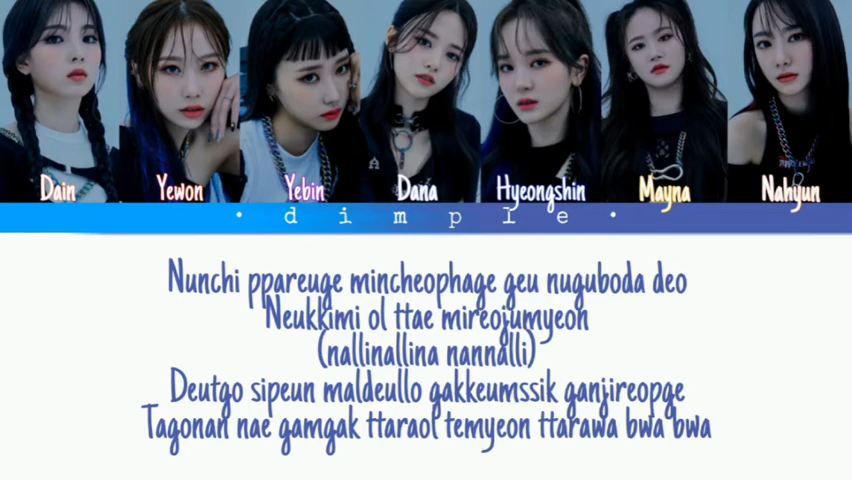 Dain Yewon Yebin Dana Hyeongshin Mayna Nahyun
• d i m p l e •
Nunchi ppareuge mincheophage geu nuguboda deo
Neukkimi ol ttae mireojumyeon
(nallinallina nannalli)
Deutgo sipeun maldeullo gakkeumssik ganjireopge
Tagonan nae gamgak ttaraol temyeon ttarawa bwa bwa